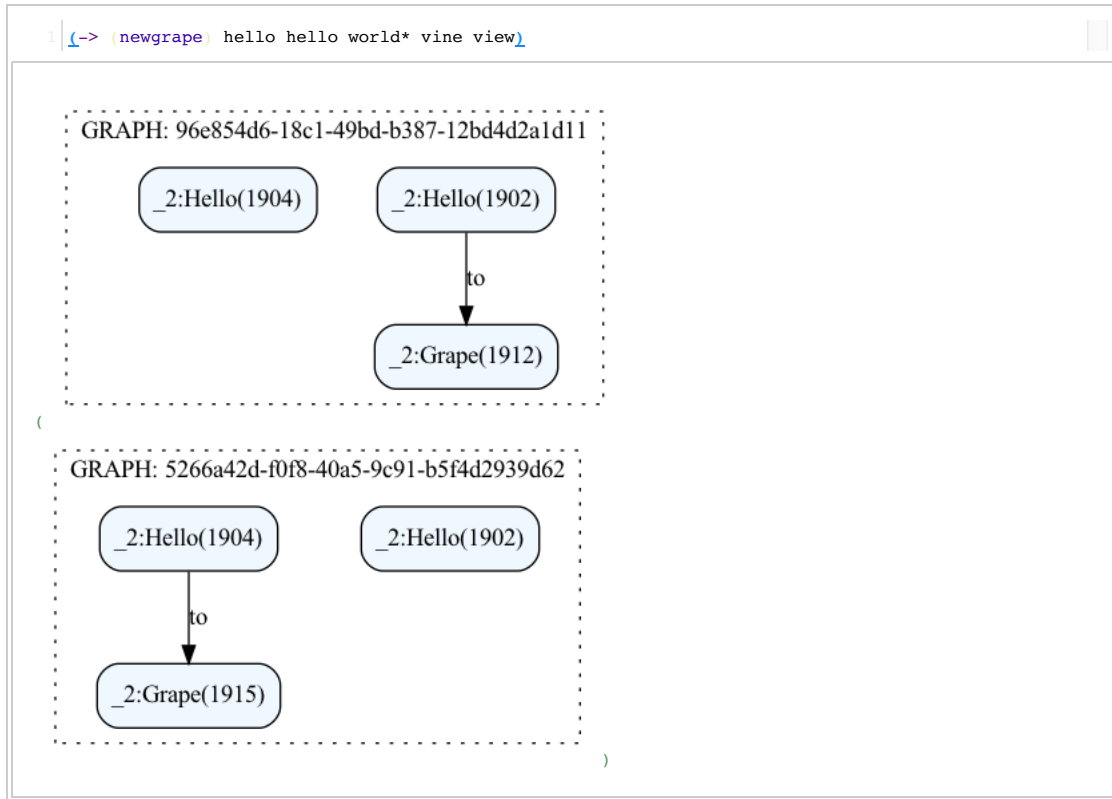 1 (-> (newgrape) hello hello world* vine view)
GRAPH: 96e854d6-18c1-49bd-b387-12bd4d2a1d11
_2:Hello(1904) _2:Hello(1902)
to
_2:Grape(1912)
(
GRAPH: 5266a42d-f0f8-40a5-9c91-b5f4d2939d62
_2:Hello(1904) _2:Hello(1902)
to
_2:Grape(1915)
)